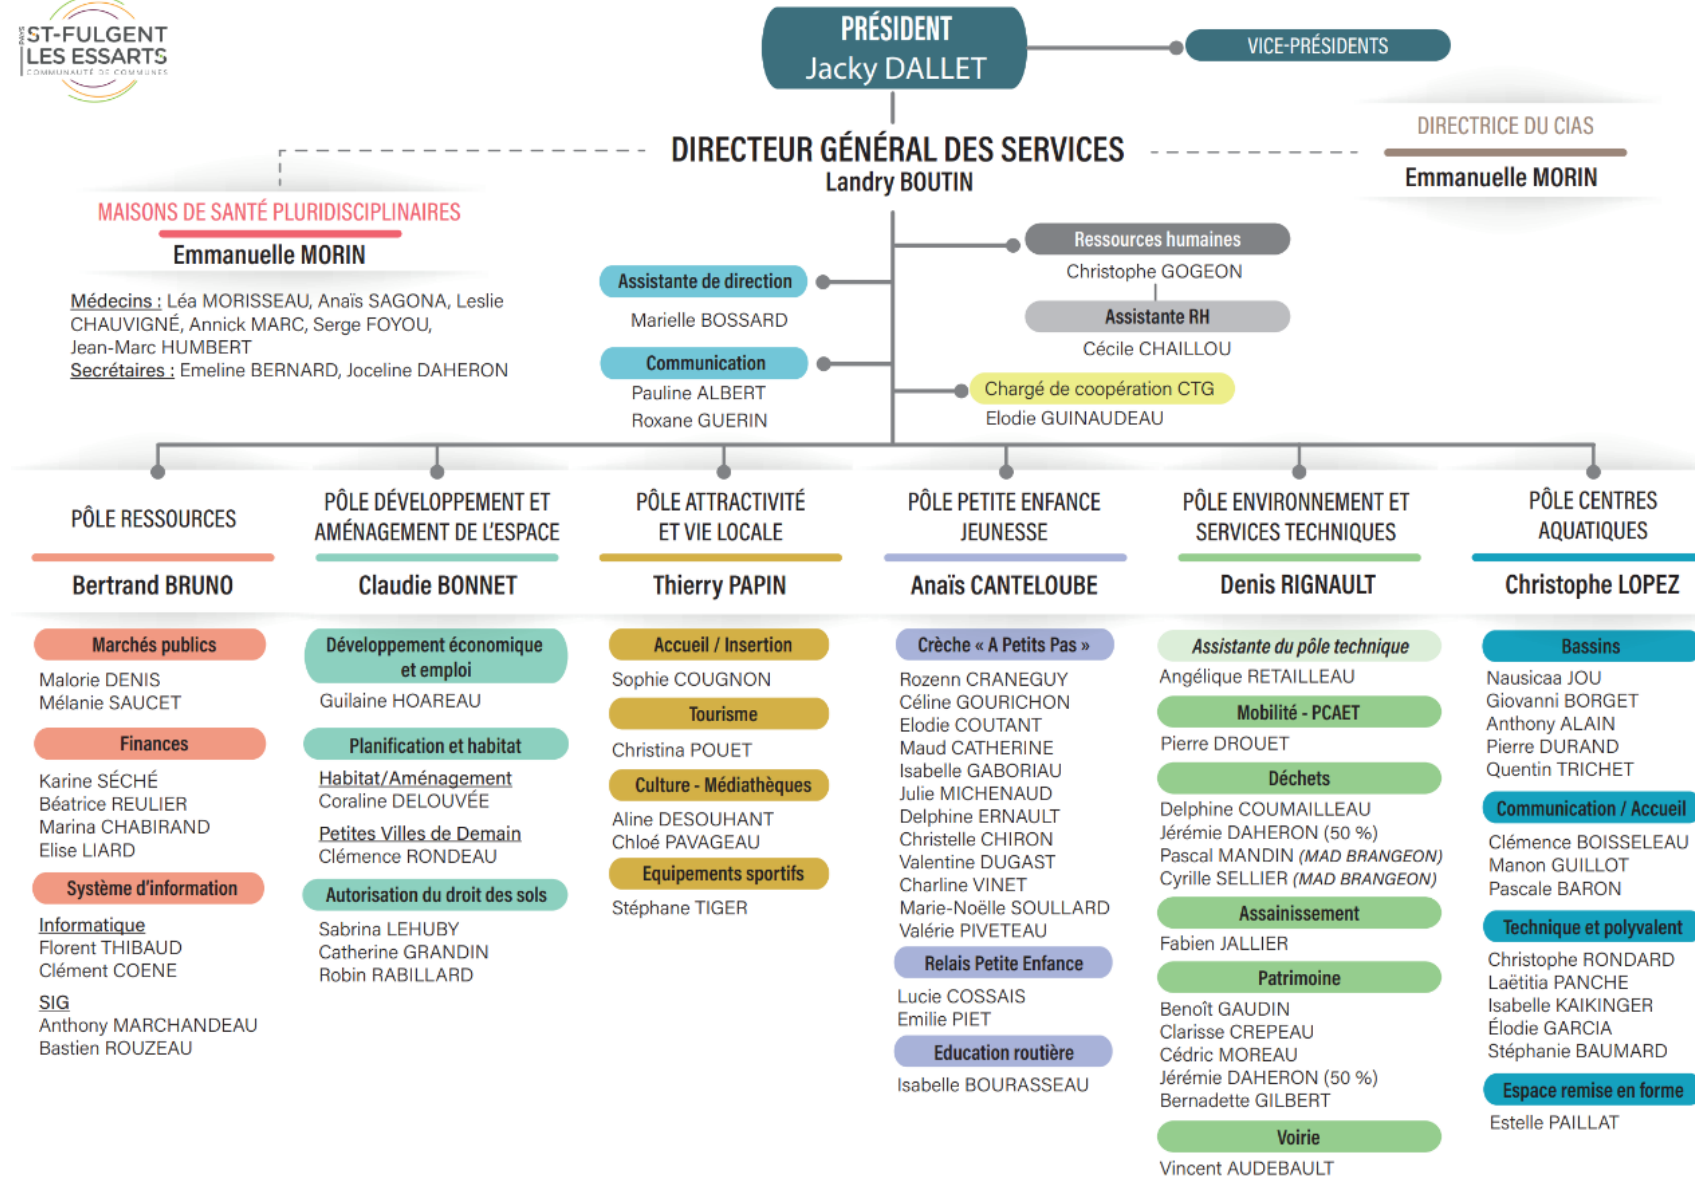 PAYS
ST-FULGENT
LES ESSARTS
COMMUNAUTÉ DE COMMUNES
PRÉSIDENT
Jacky DALLET
VICE-PRÉSIDENTS
DIRECTEUR GÉNÉRAL DES SERVICES
Landry BOUTIN
DIRECTRICE DU CIAS
Emmanuelle MORIN
MAISONS DE SANTÉ PLURIDISCIPLINAIRES
Emmanuelle MORIN
Médecins : Léa MORISSEAU, Anaïs SAGONA, Leslie
CHAUVIGNÉ, Annick MARC, Serge FOYOU,
Jean-Marc HUMBERT
Secrétaires : Emeline BERNARD, Joceline DAHERON
Assistante de direction
Marielle BOSSARD
Communication
Pauline ALBERT
Roxane GUERIN
Ressources humaines
Christophe GOGEON
Assistante RH
Cécile CHAILLOU
Chargé de coopération CTG
Elodie GUINAUDEAU
PÔLE RESSOURCES
Bertrand BRUNO
Marchés publics
Malorie DENIS
Mélanie SAUCET
Finances
Karine SÉCHÉ
Béatrice REULIER
Marina CHABIRAND
Elise LIARD
Système d'information
Informatique
Florent THIBAUD
Clément COENE
SIG
Anthony MARCHANDEAU
Bastien ROUZEAU
PÔLE DÉVELOPPEMENT ET
AMÉNAGEMENT DE L'ESPACE
Claudie BONNET
Développement économique
et emploi
Guilaine HOAREAU
Planification et habitat
Habitat/Aménagement
Coraline DELOUVÉE
Petites Villes de Demain
Clémence RONDEAU
Autorisation du droit des sols
Sabrina LEHUBY
Catherine GRANDIN
Robin RABILLARD
PÔLE ATTRACTIVITÉ
ET VIE LOCALE
Thierry PAPIN
Accueil / Insertion
Sophie COUGNON
Tourisme
Christina POUET
Culture - Médiathèques
Aline DESOUHANT
Chloé PAVAGEAU
Equipements sportifs
Stéphane TIGER
PÔLE PETITE ENFANCE
JEUNESSE
Anaïs CANTELOUBE
Crèche « A Petits Pas »
Rozenn CRANEGUY
Céline GOURICHON
Elodie COUTANT
Maud CATHERINE
Isabelle GABORIAU
Julie MICHENAUD
Delphine ERNAULT
Christelle CHIRON
Valentine DUGAST
Charline VINET
Marie-Noëlle SOULLARD
Valérie PIVETEAU
Relais Petite Enfance
Lucie COSSAIS
Emilie PIET
Education routière
Isabelle BOURASSEAU
PÔLE ENVIRONNEMENT ET
SERVICES TECHNIQUES
Denis RIGNAULT
Assistante du pôle technique
Angélique RETAILLEAU
Mobilité - PCAET
Pierre DROUET
Déchets
Delphine COUMAILLEAU
Jérémie DAHERON (50 %)
Pascal MANDIN (MAD BRANGEON)
Cyrille SELLIER (MAD BRANGEON)
Assainissement
Fabien JALLIER
Patrimoine
Benoît GAUDIN
Clarisse CREPEAU
Cédric MOREAU
Jérémie DAHERON (50 %)
Bernadette GILBERT
Voirie
Vincent AUDEBAULT
PÔLE CENTRES
AQUATIQUES
Christophe LOPEZ
Bassins
Nausicaa JOU
Giovanni BORGET
Anthony ALAIN
Pierre DURAND
Quentin TRICHET
Communication / Accueil
Clémence BOISSELEAU
Manon GUILLOT
Pascale BARON
Technique et polyvalent
Christophe RONDARD
Laëtitia PANCHE
Isabelle KAIKINGER
Élodie GARCIA
Stéphanie BAUMARD
Espace remise en forme
Estelle PAILLAT